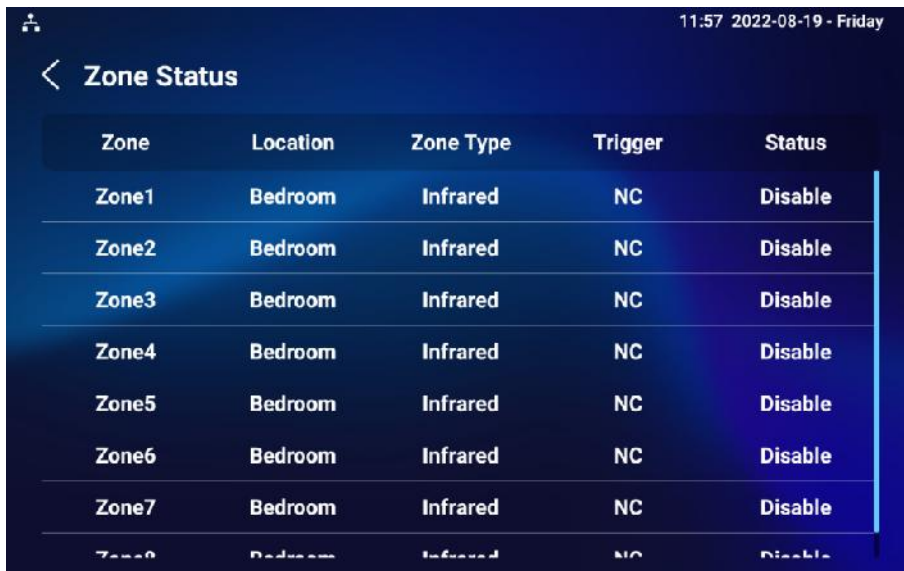 11:57 2022-08-19 - Friday
Zone Status
Zone Location Zone Type Trigger Status
Zone1 Bedroom Infrared NC Disable
Zone2 Bedroom Infrared NC Disable
Zone3 Bedroom Infrared NC Disable
Zone4 Bedroom Infrared NC Disable
Zone5 Bedroom Infrared NC Disable
Zone6 Bedroom Infrared NC Disable
Zone7 Bedroom Infrared NC Disable